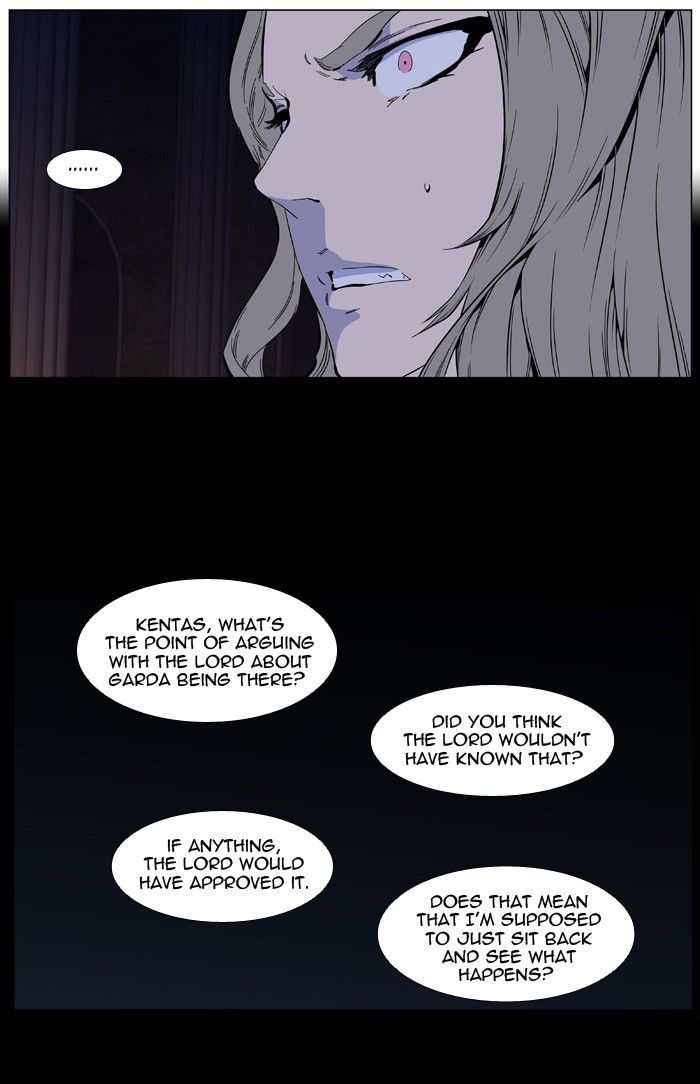 ......
KENTAS, WHAT'S
THE POINT OF ARGUING
WITH THE LORD ABOUT
GARDA BEING THERE?
DID YOU THINK
THE LORD WOULDN'T
HAVE KNOWN THAT?
IF ANYTHING,
THE LORD WOULD
HAVE APPROVED IT.
DOES THAT MEAN
THAT I'M SUPPOSED
TO JUST SIT BACK
AND SEE WHAT
HAPPENS?